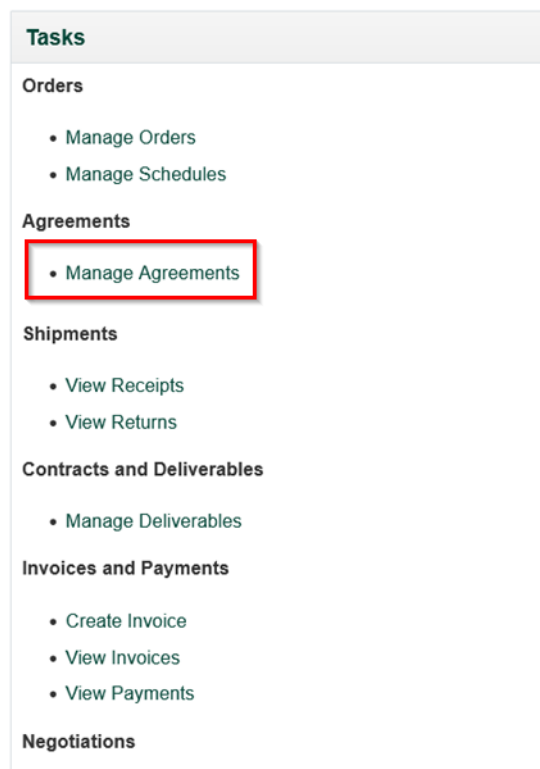 Tasks
Orders
• Manage Orders
• Manage Schedules
Agreements
• Manage Agreements
Shipments
• View Receipts
• View Returns
Contracts and Deliverables
• Manage Deliverables
Invoices and Payments
• Create Invoice
• View Invoices
• View Payments
Negotiations